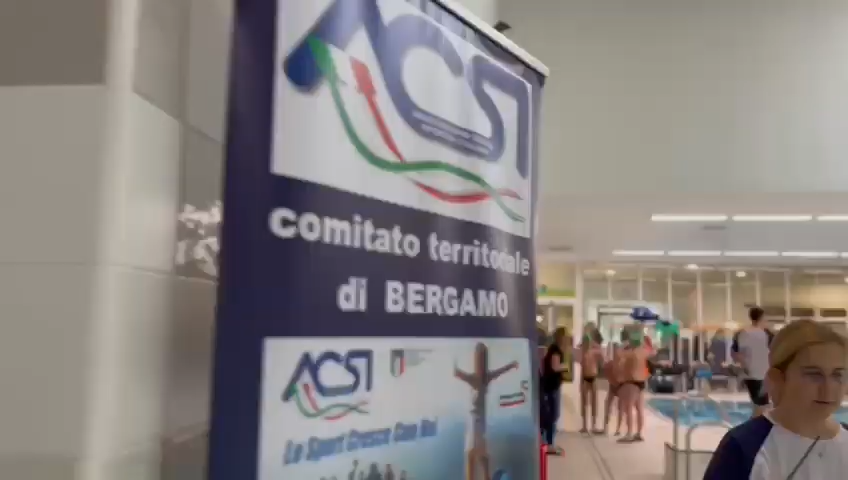 ACSI
comitato territoriale
di BERGAMO
ACSI
Lo Sport Cresce Con Noi